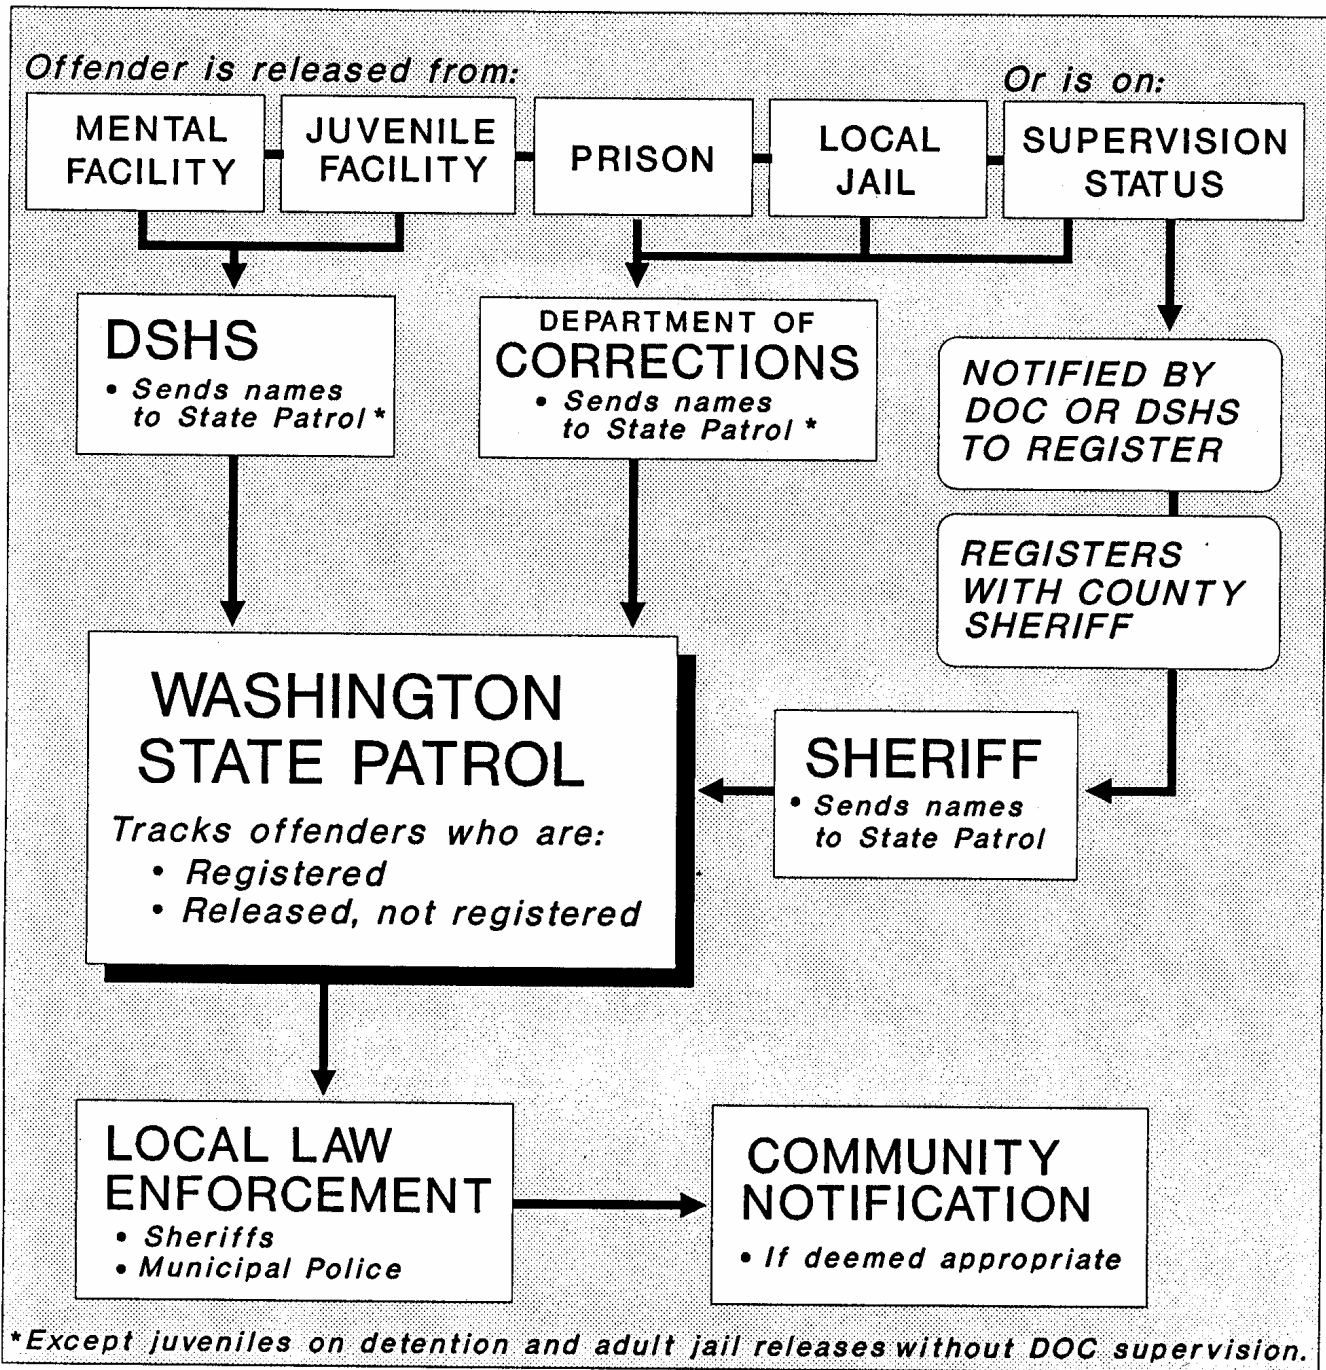 Offender is released from:
Or is on:
MENTAL
FACILITY
JUVENILE
FACILITY
PRISON
LOCAL
JAIL
SUPERVISION
STATUS
DSHS
• Sends names
to State Patrol*
DEPARTMENT OF
CORRECTIONS
• Sends names
to State Patrol *
NOTIFIED BY
DOC OR DSHS
TO REGISTER
REGISTERS
WITH COUNTY
SHERIFF
WASHINGTON
STATE PATROL
Tracks offenders who are:
• Registered
• Released, not registered
SHERIFF
• Sends names
to State Patrol
LOCAL LAW
ENFORCEMENT
• Sheriffs
• Municipal Police
COMMUNITY
NOTIFICATION
• If deemed appropriate
*Except juveniles on detention and adult jail releases without DOC supervision.